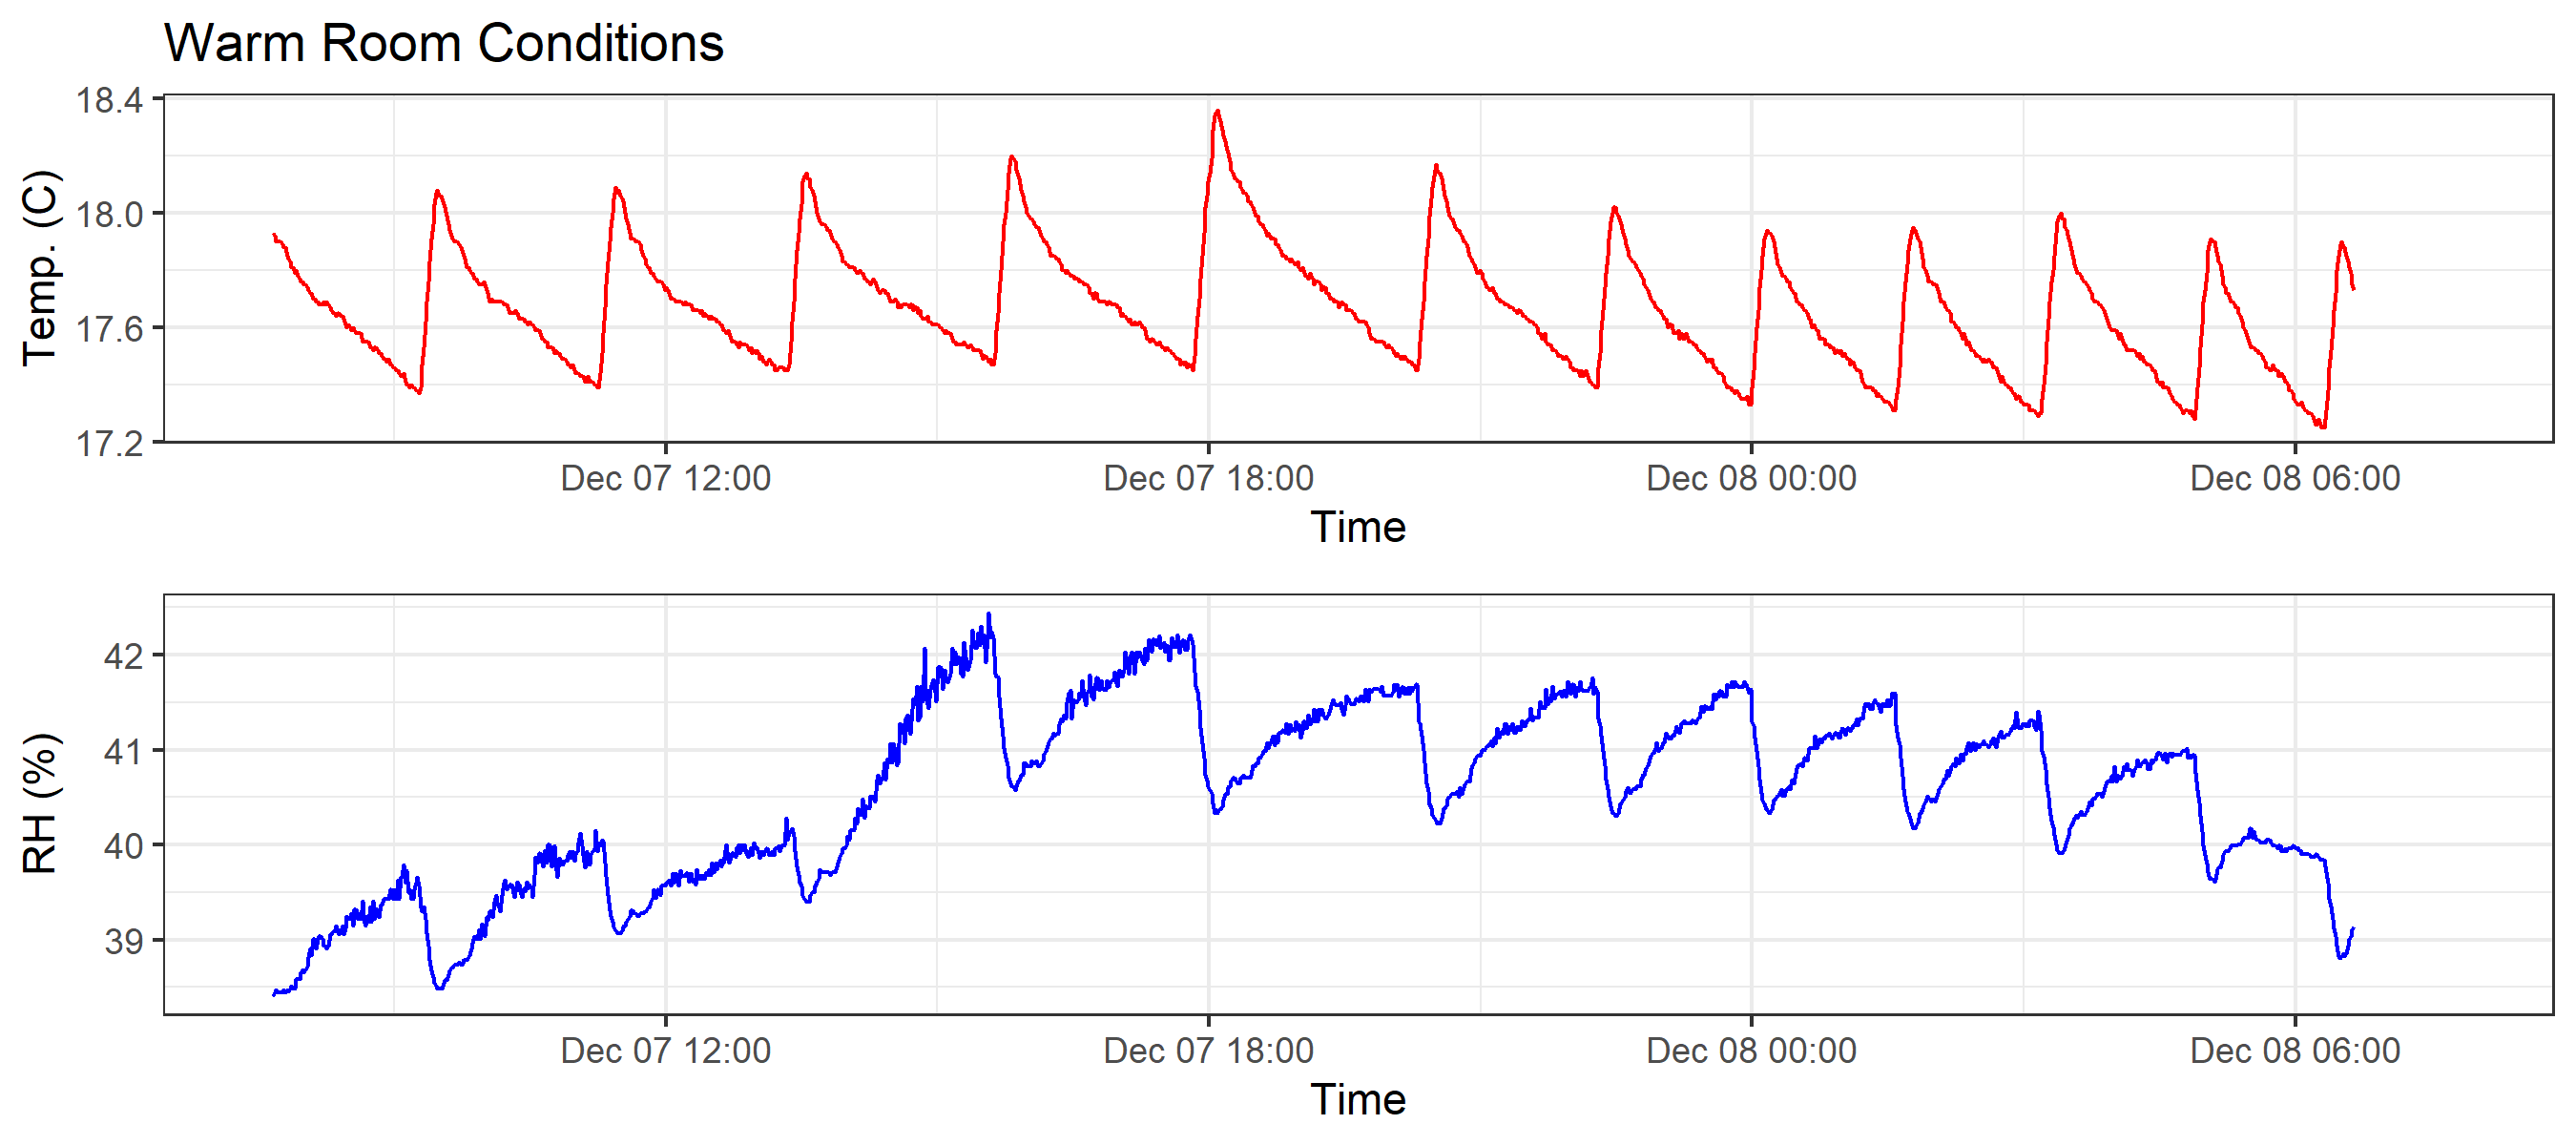 Warm Room Conditions
18.4
18.0
17.6
17.2
Temp. (C)
Dec 07 12:00 Dec 07 18:00 Dec 08 00:00 Dec 08 06:00
Time
42
41
40
39
RH (%)
Dec 07 12:00 Dec 07 18:00 Dec 08 00:00 Dec 08 06:00
Time